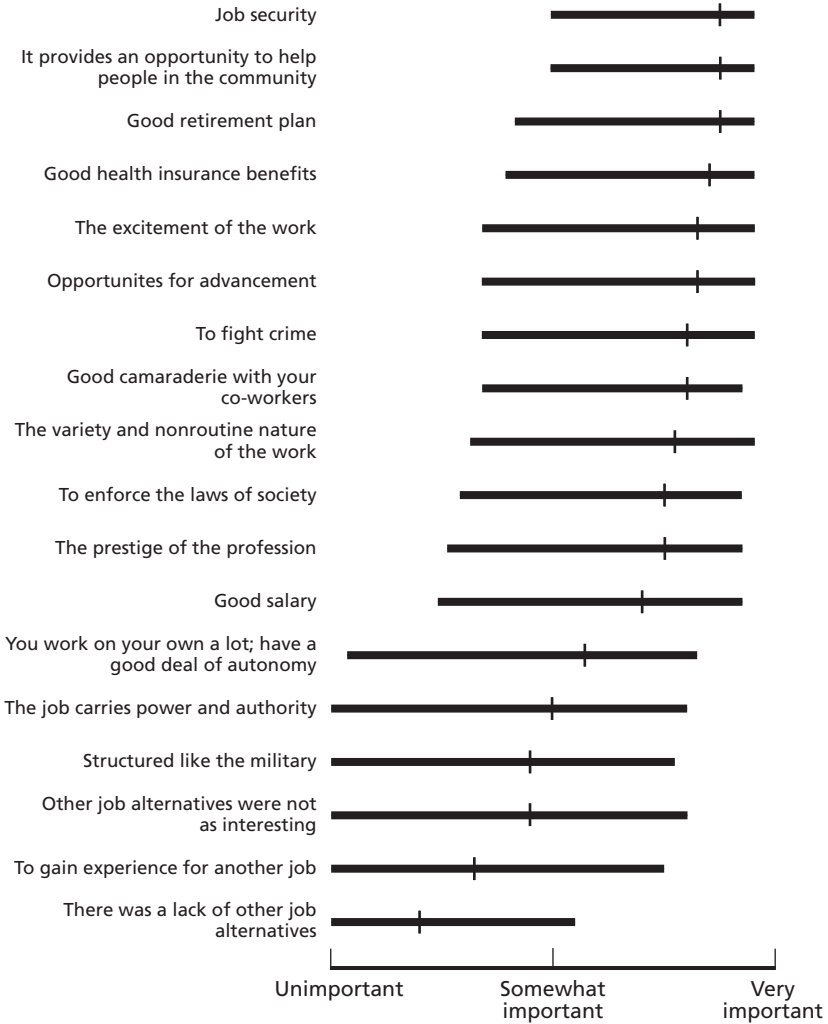 Job security
It provides an opportunity to help
people in the community
Good retirement plan
Good health insurance benefits
The excitement of the work
Opportunites for advancement
To fight crime
Good camaraderie with your
co-workers
The variety and nonroutine nature
of the work
To enforce the laws of society
The prestige of the profession
Good salary
You work on your own a lot; have a
good deal of autonomy
The job carries power and authority
Structured like the military
Other job alternatives were not
as interesting
To gain experience for another job
There was a lack of other job
alternatives
Unimportant
Somewhat
important
Very
important